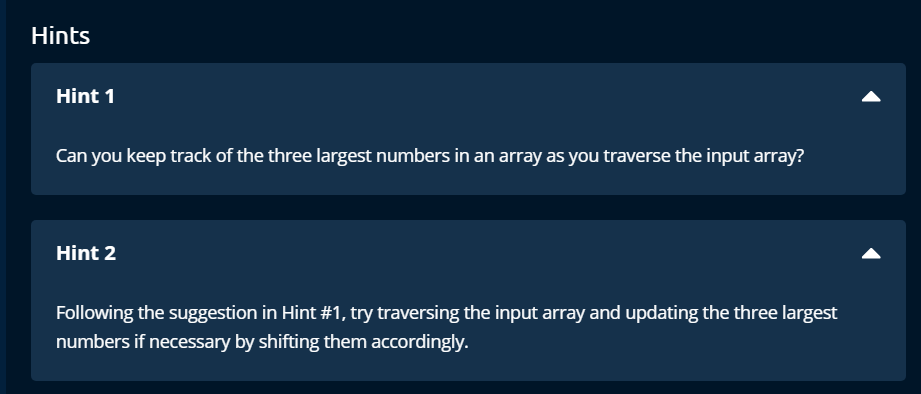 Hints
Hint 1
Can you keep track of the three largest numbers in an array as you traverse the input array?
Hint 2
Following the suggestion in Hint #1, try traversing the input array and updating the three largest
numbers if necessary by shifting them accordingly.